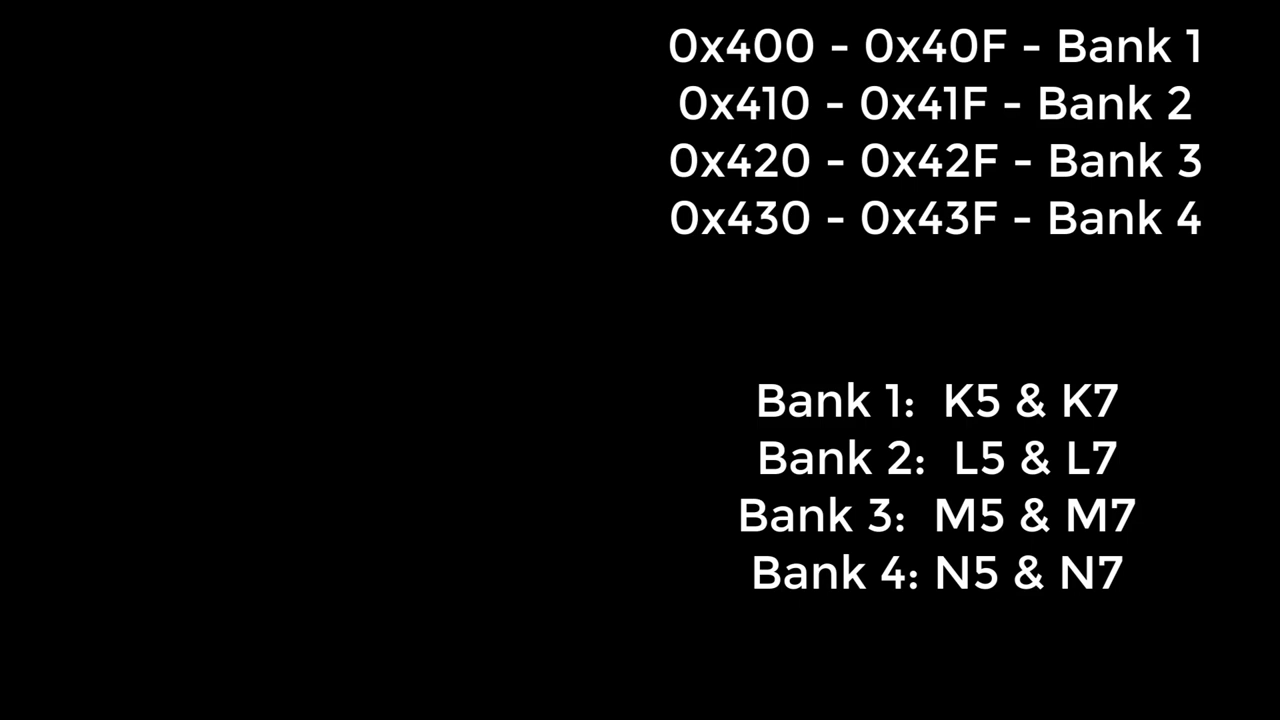 0x400 - 0x40F - Bank 1
0x410 - 0x41F - Bank 2
0x420 - 0x42F - Bank 3
0x430 - 0x43F - Bank 4
Bank 1: K5 & K7
Bank 2: L5 & L7
Bank 3: M5 & M7
Bank 4: N5 & N7